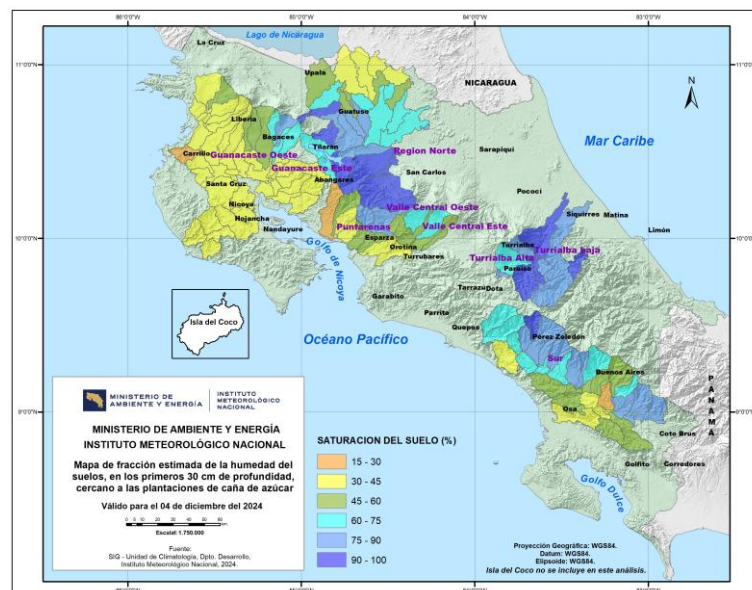 86°0'0"W
85°0'0"W
84°0'0"W
83°0'0"W
11°0'0"N
11°0'0"N
10°0'0"N
10°0'0"N
9°0'0"N
9°0'0"N
La Cruz
Lago de Nicaragua
Upala
NICARAGUA
N
Guatuso
Liberia
Bagaces
Mar Caribe
Carrillo
Guanacaste Oeste
Tilarán
Region Norte
Sarapiquí
Guanacaste Este
Santa Cruz
Abangares
San Carlos
Pococí
Nicoya
Valle Central Oeste
Siquirres
Matina
Hojancha
Puntarenas
Valle Central Este
Limón
Nandayure
Esparza
Orotina
Turrialba
Turrialba Baja
Golfo de Nicoya
Turrubares
Turrialba Alta
Paraíso
Garabito
Tarrazú
Dota
Isla del Coco
Parrita
Quepos
Océano Pacífico
Pérez Zeledón
Sur
Buenos Aires
PANAMA
Osa
Coto Brus
Golfito
Corredores
Golfo Dulce
MINISTERIO DE
AMBIENTE Y ENERGÍA
INSTITUTO
METEOROLÓGICO
NACIONAL
MINISTERIO DE AMBIENTE Y ENERGÍA
INSTITUTO METEOROLÓGICO NACIONAL
Mapa de fracción estimada de la humedad del
suelos, en los primeros 30 cm de profundidad,
cercano a las plantaciones de caña de azúcar
Válido para el 04 de diciembre del 2024
Escala1:1.750.000
Fuente:
SIG - Unidad de Climatología, Dpto. Desarrollo,
Instituto Meteorológico Nacional, 2024.
SATURACION DEL SUELO (%)
15 - 30
30 - 45
45 - 60
60 - 75
75 - 90
90 - 100
Proyección Geográfica: WGS84.
Datum: WGS84.
Elipsoide: WGS84.
Isla del Coco no se incluye en este análisis.